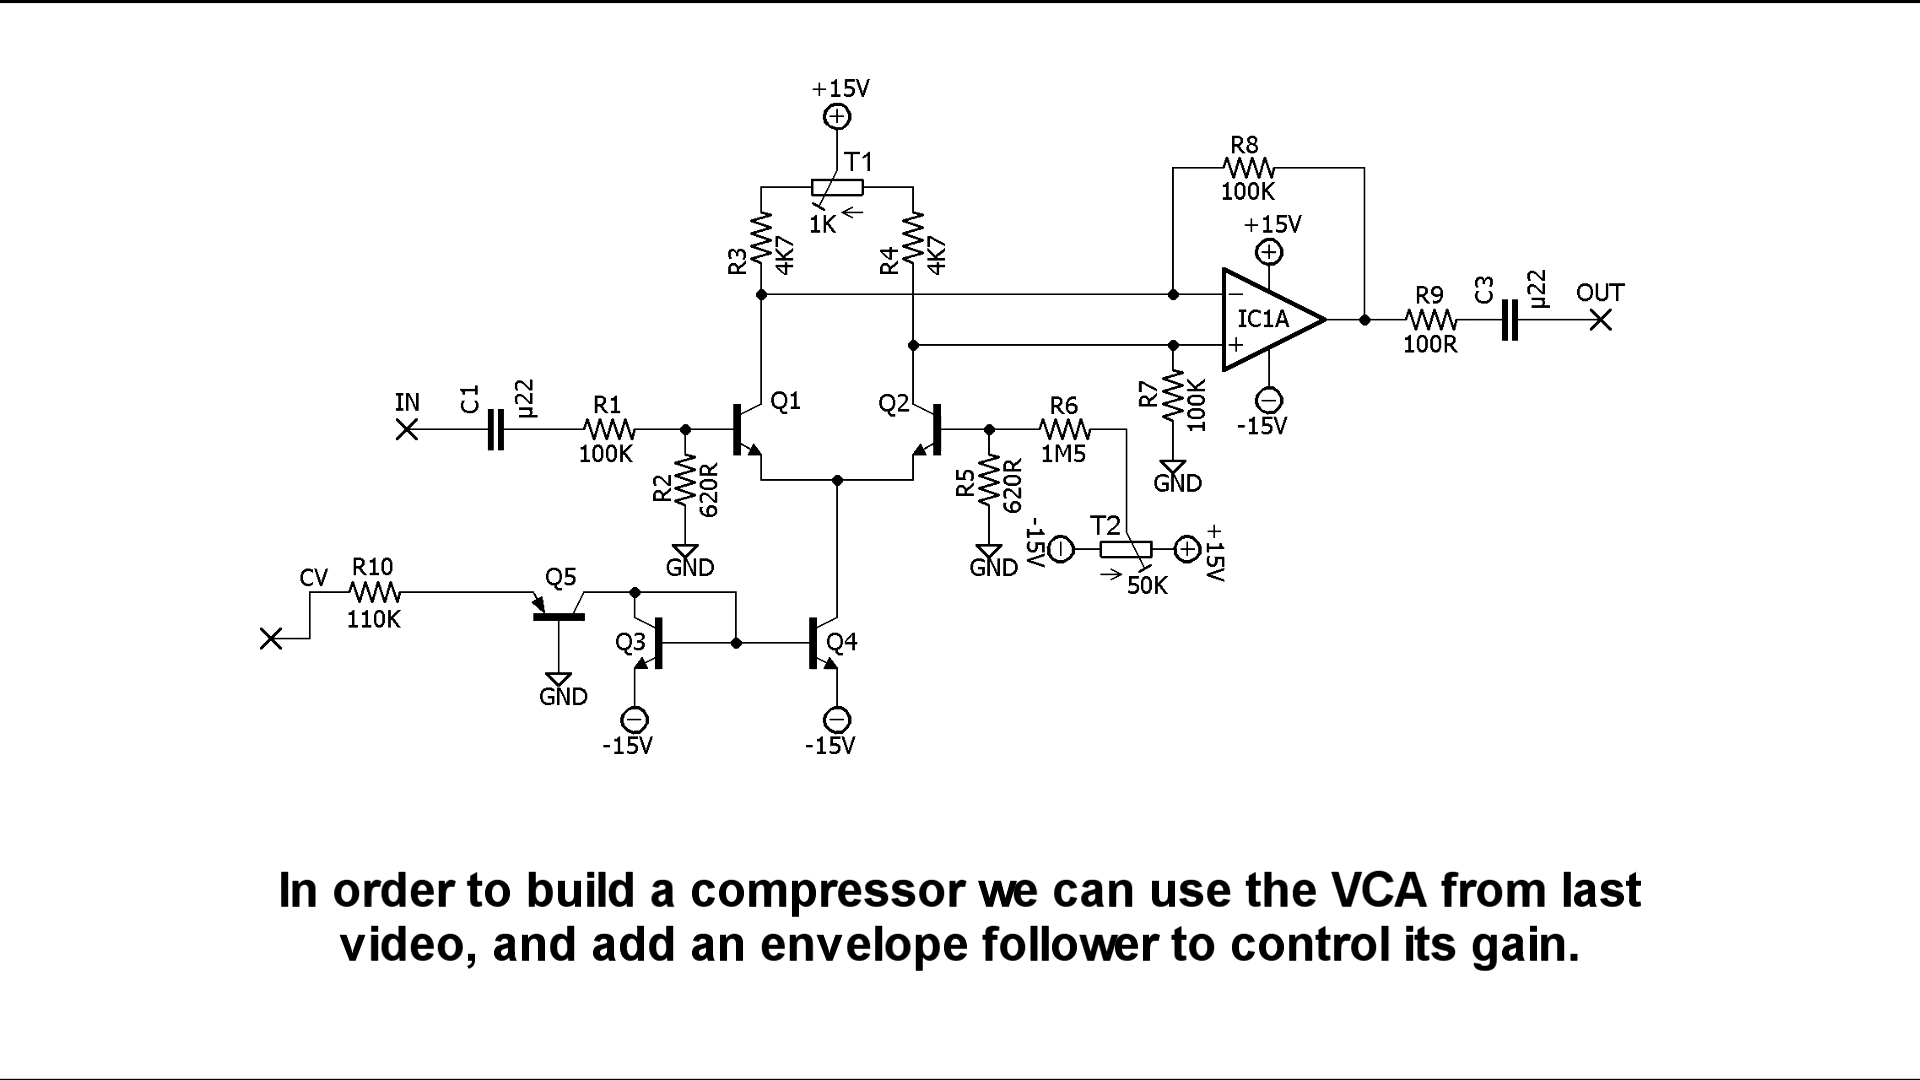 +15V
T1
1K
R3
4K7
R4
4K7
R8
100K
+15V
IC1A
-15V
R9
100R
C3
µ22
OUT
IN
C1
µ22
R1
100K
Q1
Q2
R6
1M5
R7
100K
GND
R2
620R
GND
R5
620R
GND
-15V
T2
+15V
50K
CV
R10
110K
Q5
GND
Q3
Q4
-15V
-15V
In order to build a compressor we can use the VCA from last
video, and add an envelope follower to control its gain.